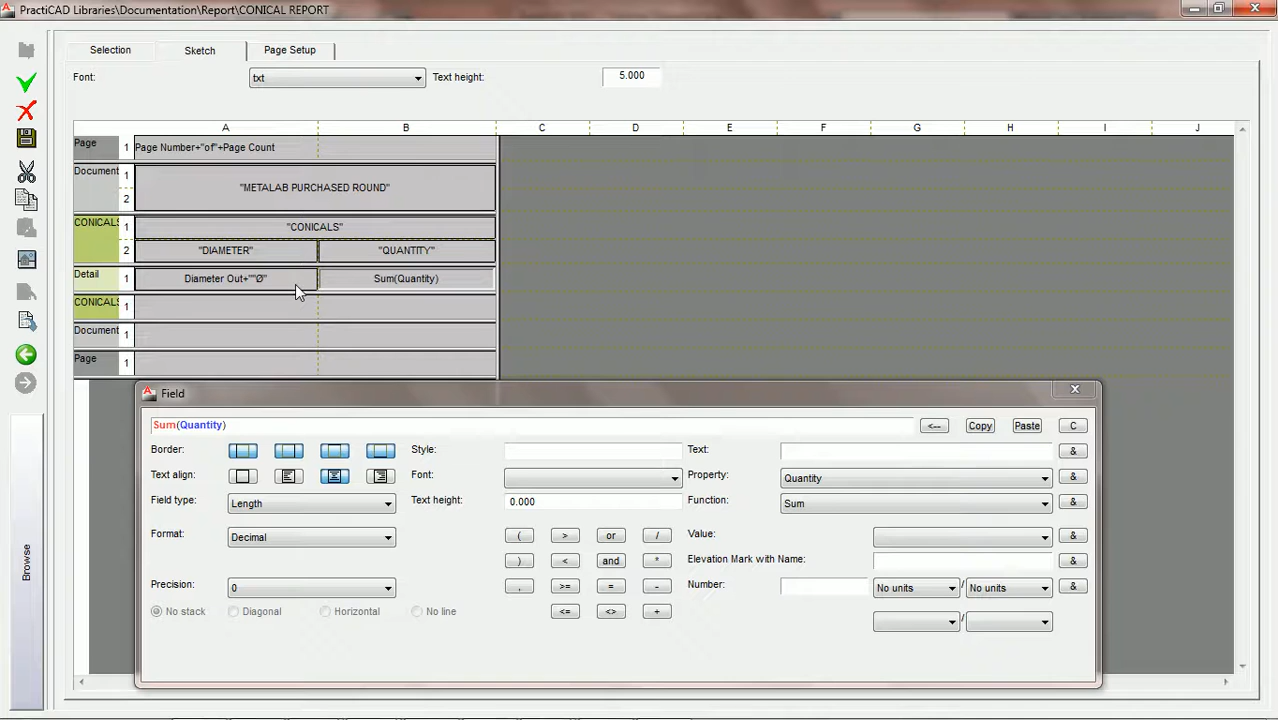 PractiCAD Libraries\Documentation\Report\CONICAL REPORT
Selection Sketch Page Setup
Font: txt Text height: 5.000
A B C D E F G H I J
Page 1 Page Number+"of"+Page Count
Document 1
"METALAB PURCHASED ROUND"
2
CONICALS 1 "CONICALS"
2 "DIAMETER" "QUANTITY"
Detail 1 Diameter Out+""Ø" Sum(Quantity)
CONICALS 1
Document 1
Page 1
Field
Sum(Quantity) <-- Copy Paste C
Border: Style: Text: &
Text align: Font: Property: Quantity &
Field type: Length Text height: 0.000 Function: Sum &
Format: Decimal ( > or / Value: &
) < and * Elevation Mark with Name: &
Precision: 0 , >= = - Number: No units / No units &
No stack Diagonal Horizontal No line <= <> + /
Browse